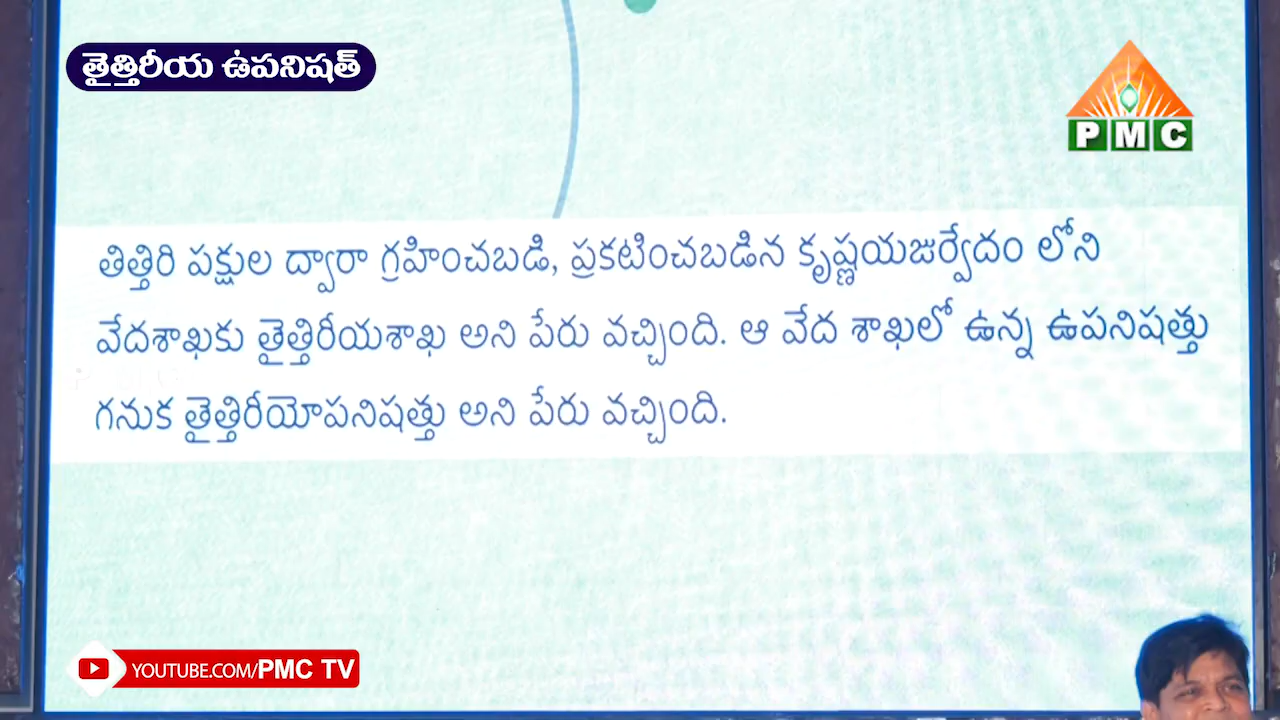 తైత్తిరీయ ఉపనిషత్
PMC
తిత్తిరి పక్షుల ద్వారా గ్రహించబడి, ప్రకటించబడిన కృష్ణయజుర్వేదం లోని
వేదశాఖకు తైత్తిరీయశాఖ అని పేరు వచ్చింది. ఆ వేద శాఖలో ఉన్న ఉపనిషత్తు
గనుక తైత్తిరీయోపనిషత్తు అని పేరు వచ్చింది.
YOUTUBE.COM/PMC TV